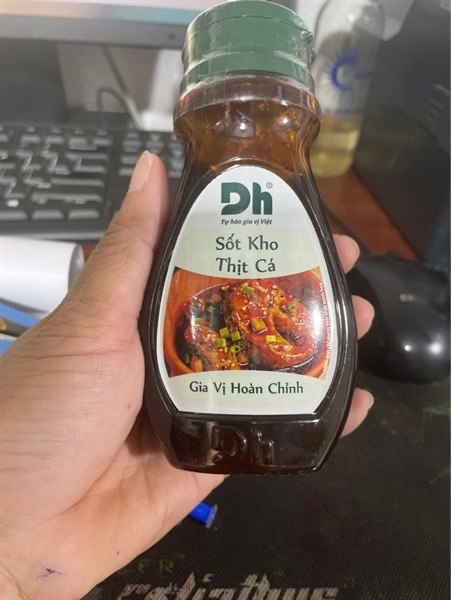 Dh®
Tự hào gia vị Việt
Sốt Kho
Thịt Cá
Gia Vị Hoàn Chỉnh
Dh